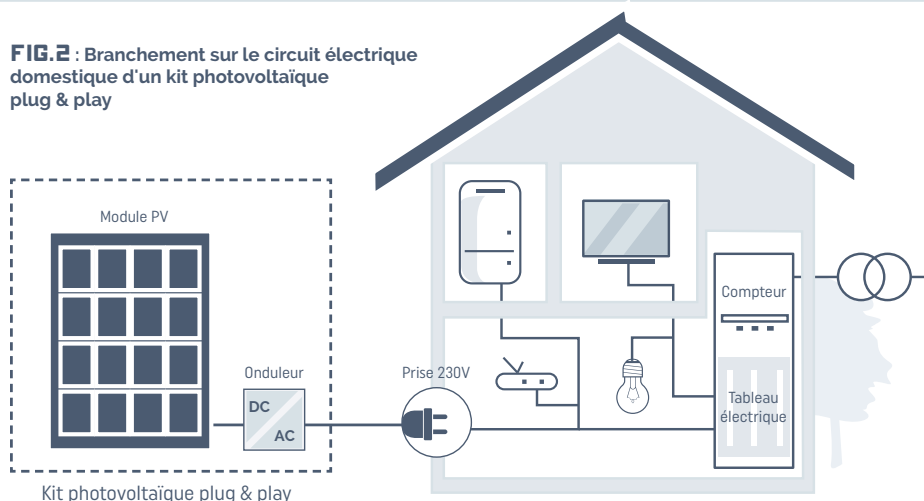 FIG.2 : Branchement sur le circuit électrique
domestique d'un kit photovoltaïque
plug & play
Module PV
Onduleur
DC
AC
Prise 230V
Compteur
Tableau
électrique
Kit photovoltaïque plug & play